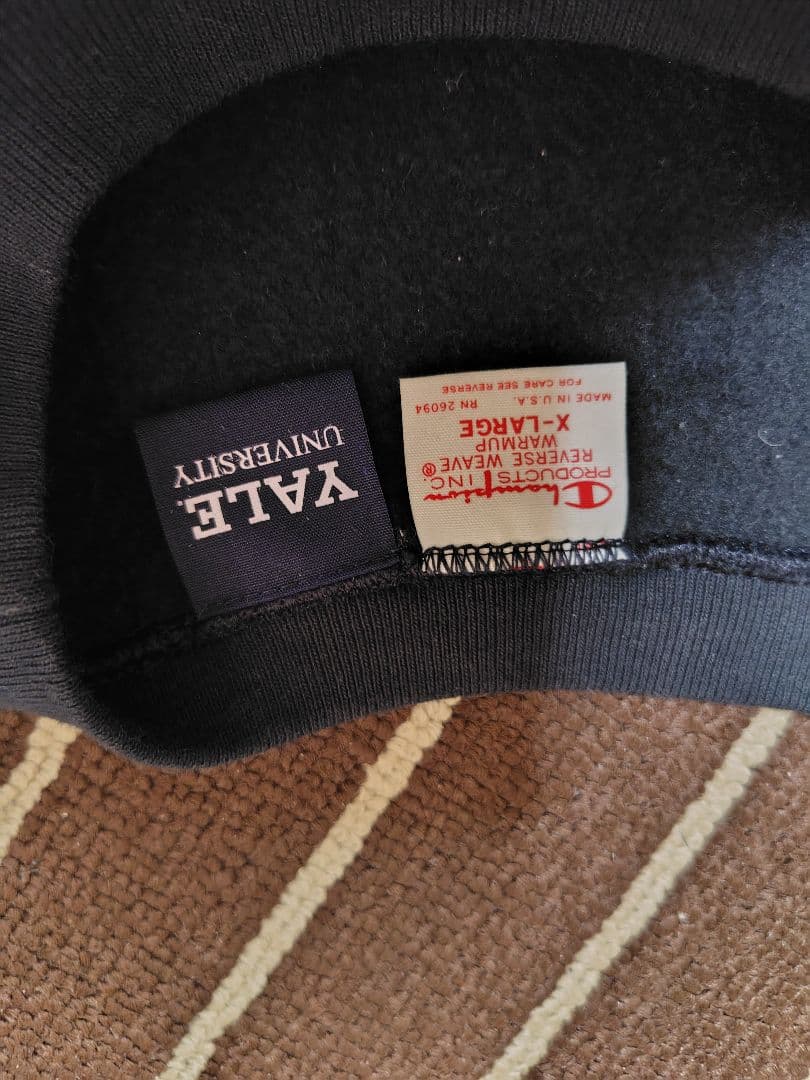 YALE
UNIVERSITY
Champion
PRODUCTS INC.
REVERSE WEAVE®
WARMUP
X-LARGE
MADE IN U.S.A. RN 26094
FOR CARE SEE REVERSE